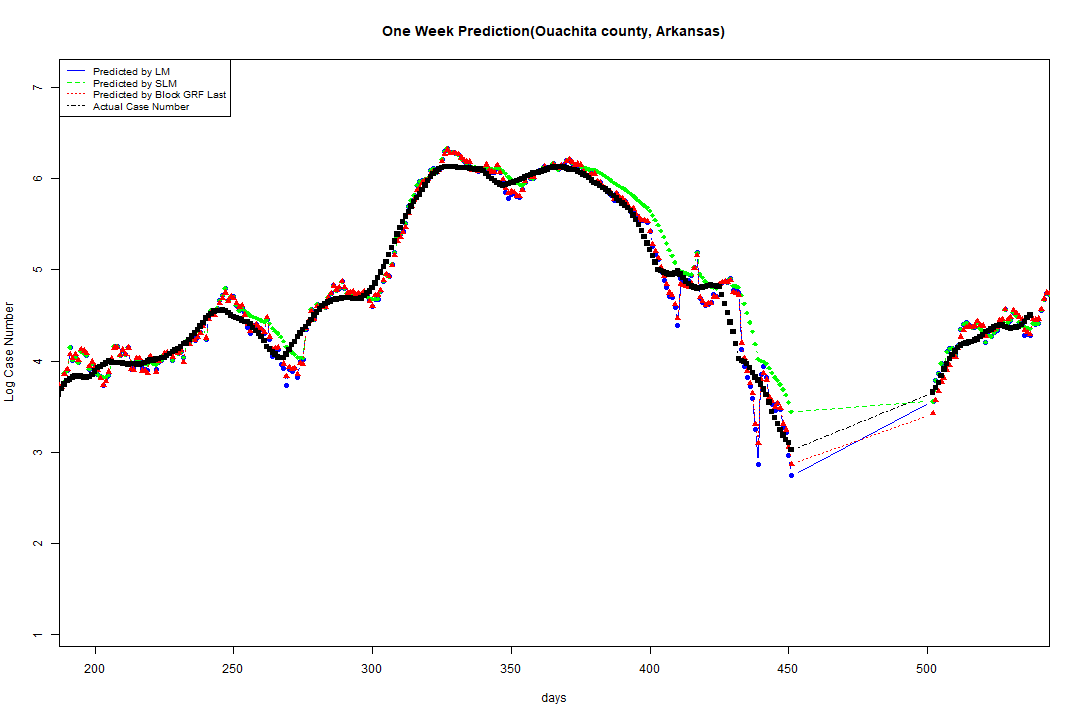 One Week Prediction(Ouachita county, Arkansas)
Predicted by LM
Predicted by SLM
Predicted by Block GRF Last
Actual Case Number
7
6
5
4
3
2
1
Log Case Number
200 250 300 350 400 450 500
days